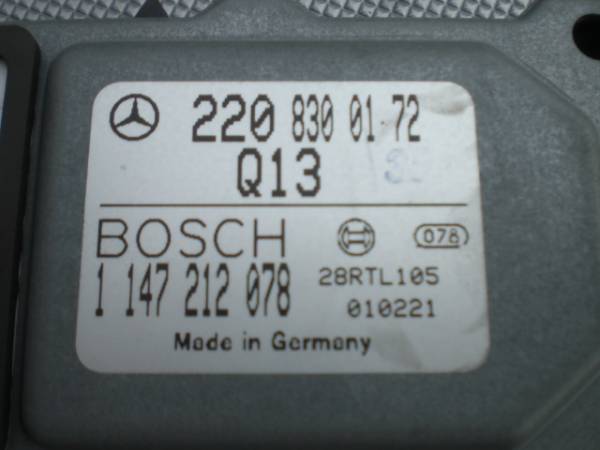 220 830 01 72
Q13
BOSCH
078
1 147 212 078
28RTL105
010221
Made in Germany